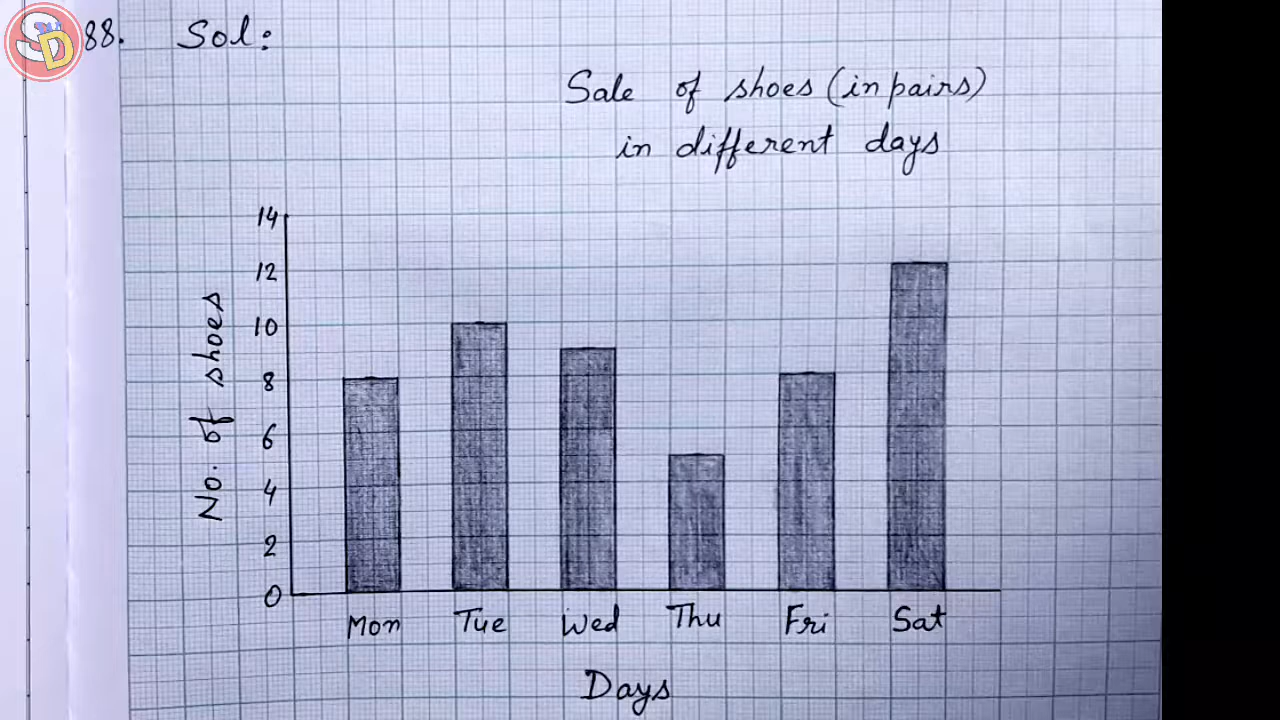 SD
88. Sol:
Sale of shoes (in pairs)
in different days
14
12
10
8
6
4
2
0
No. of shoes
Mon Tue Wed Thu Fri Sat
Days